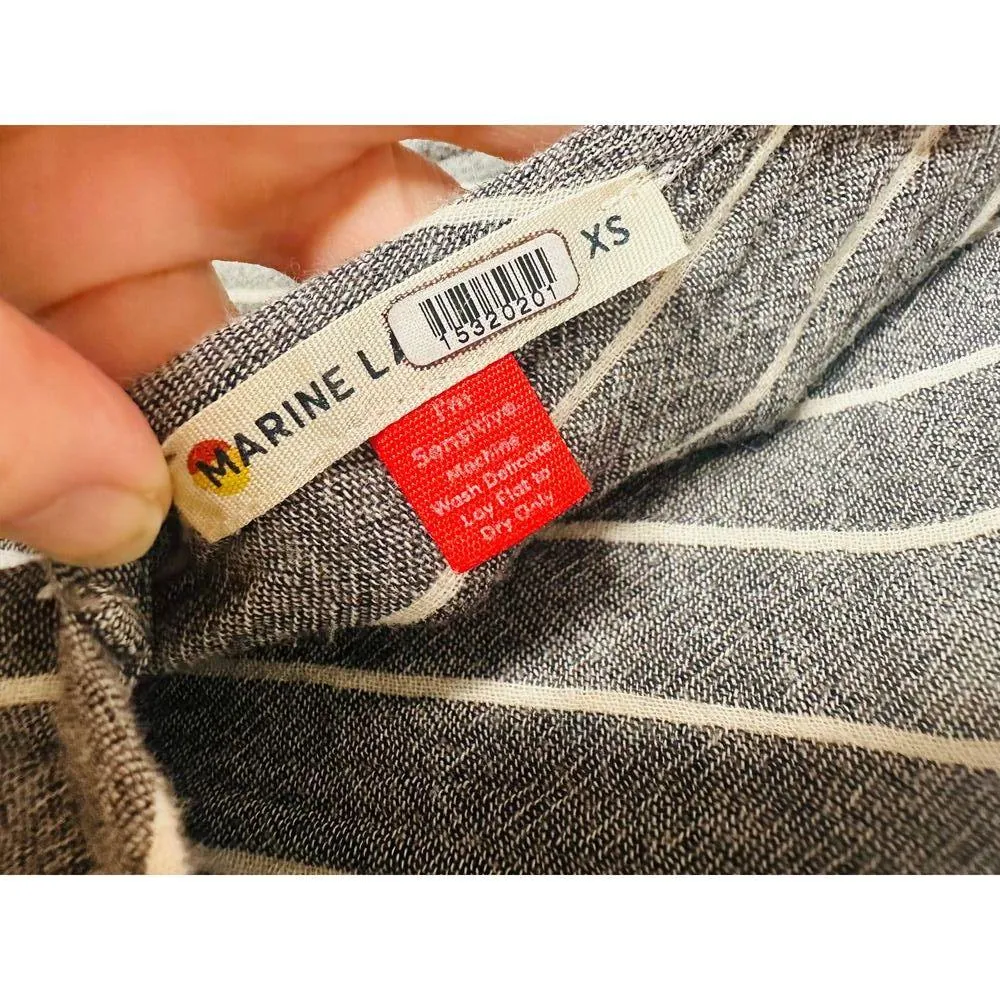 MARINE LA
XS
15320201
I'm
Sensitive
Machine
Wash Delicate
Lay Flat to
Dry Only